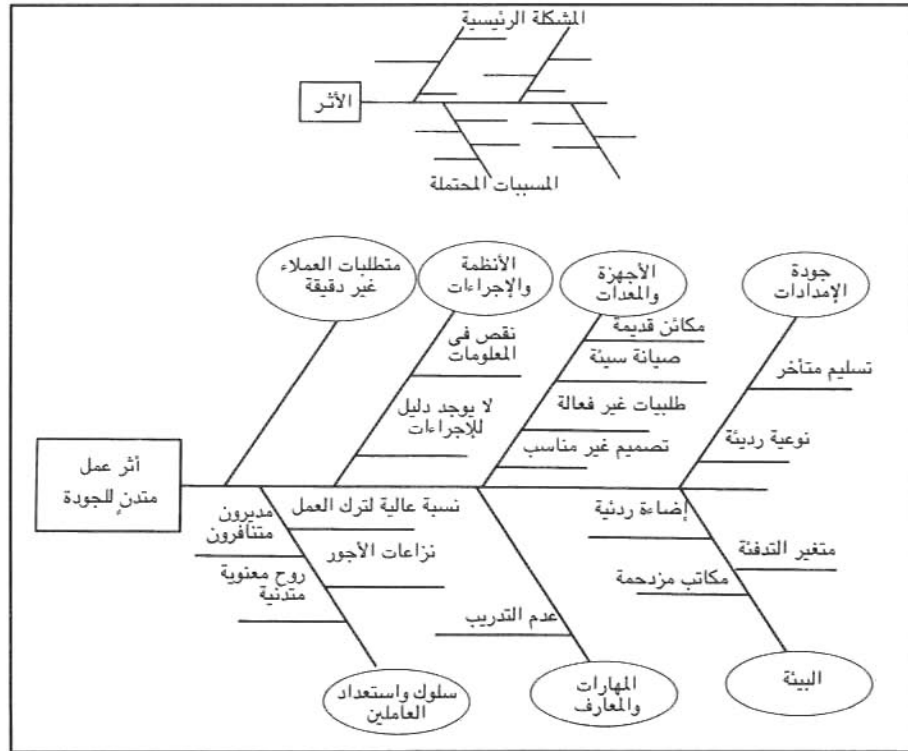 المشكلة الرئيسية
الأثر
المسببات المحتملة
جودة
الإمدادات
الأجهزة
والمعدات
الأنظمة
والإجراءات
متطلبات العملاء
غير دقيقة
تسليم متأخر
نوعية رديئة
مكائن قديمة
صيانة سيئة
طلبيات غير فعالة
تصميم غير مناسب
نقص فى
المعلومات
لا يوجد دليل
للإجراءات
أثر عمل
متدنٍ للجودة
إضاءة ردئية
متغير التدفئة
مكاتب مزدحمة
عدم التدريب
نسبة عالية لترك العمل
نزاعات الأجور
مديرون
متنافرون
روح معنوية
متدنية
البيئة
المهارات
والمعارف
سلوك واستعداد
العاملين